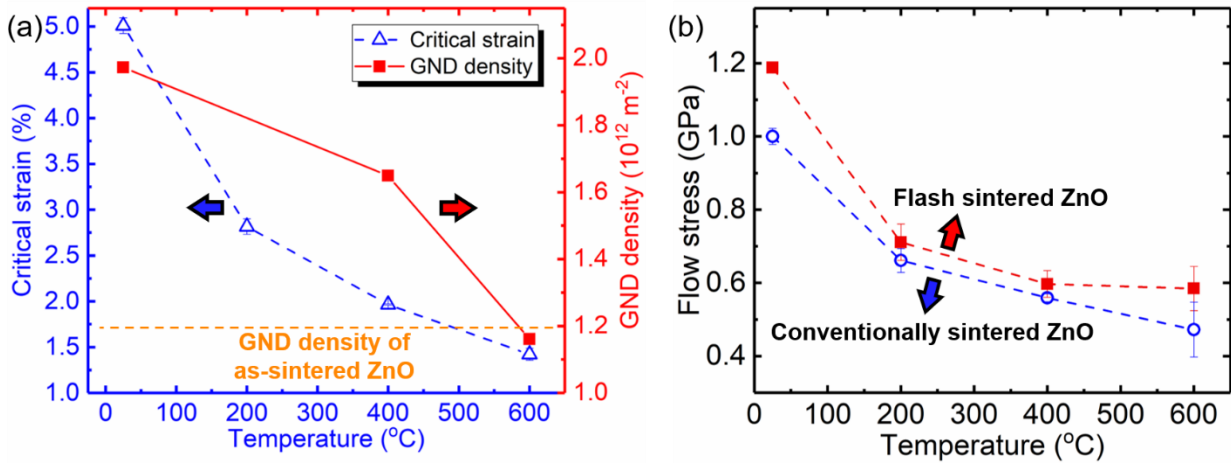 (a)
5.0
4.5
4.0
3.5
3.0
2.5
2.0
1.5
1.0
Critical strain (%)
Critical strain
GND density
2.1
2.0
1.8
1.6
1.4
1.2
1.0
GND density (10¹² m⁻²)
GND density of
as-sintered ZnO
0 100 200 300 400 500 600
Temperature (°C)
(b)
1.2
1.0
0.8
0.6
0.4
Flow stress (GPa)
Flash sintered ZnO
Conventionally sintered ZnO
0 100 200 300 400 500 600
Temperature (°C)